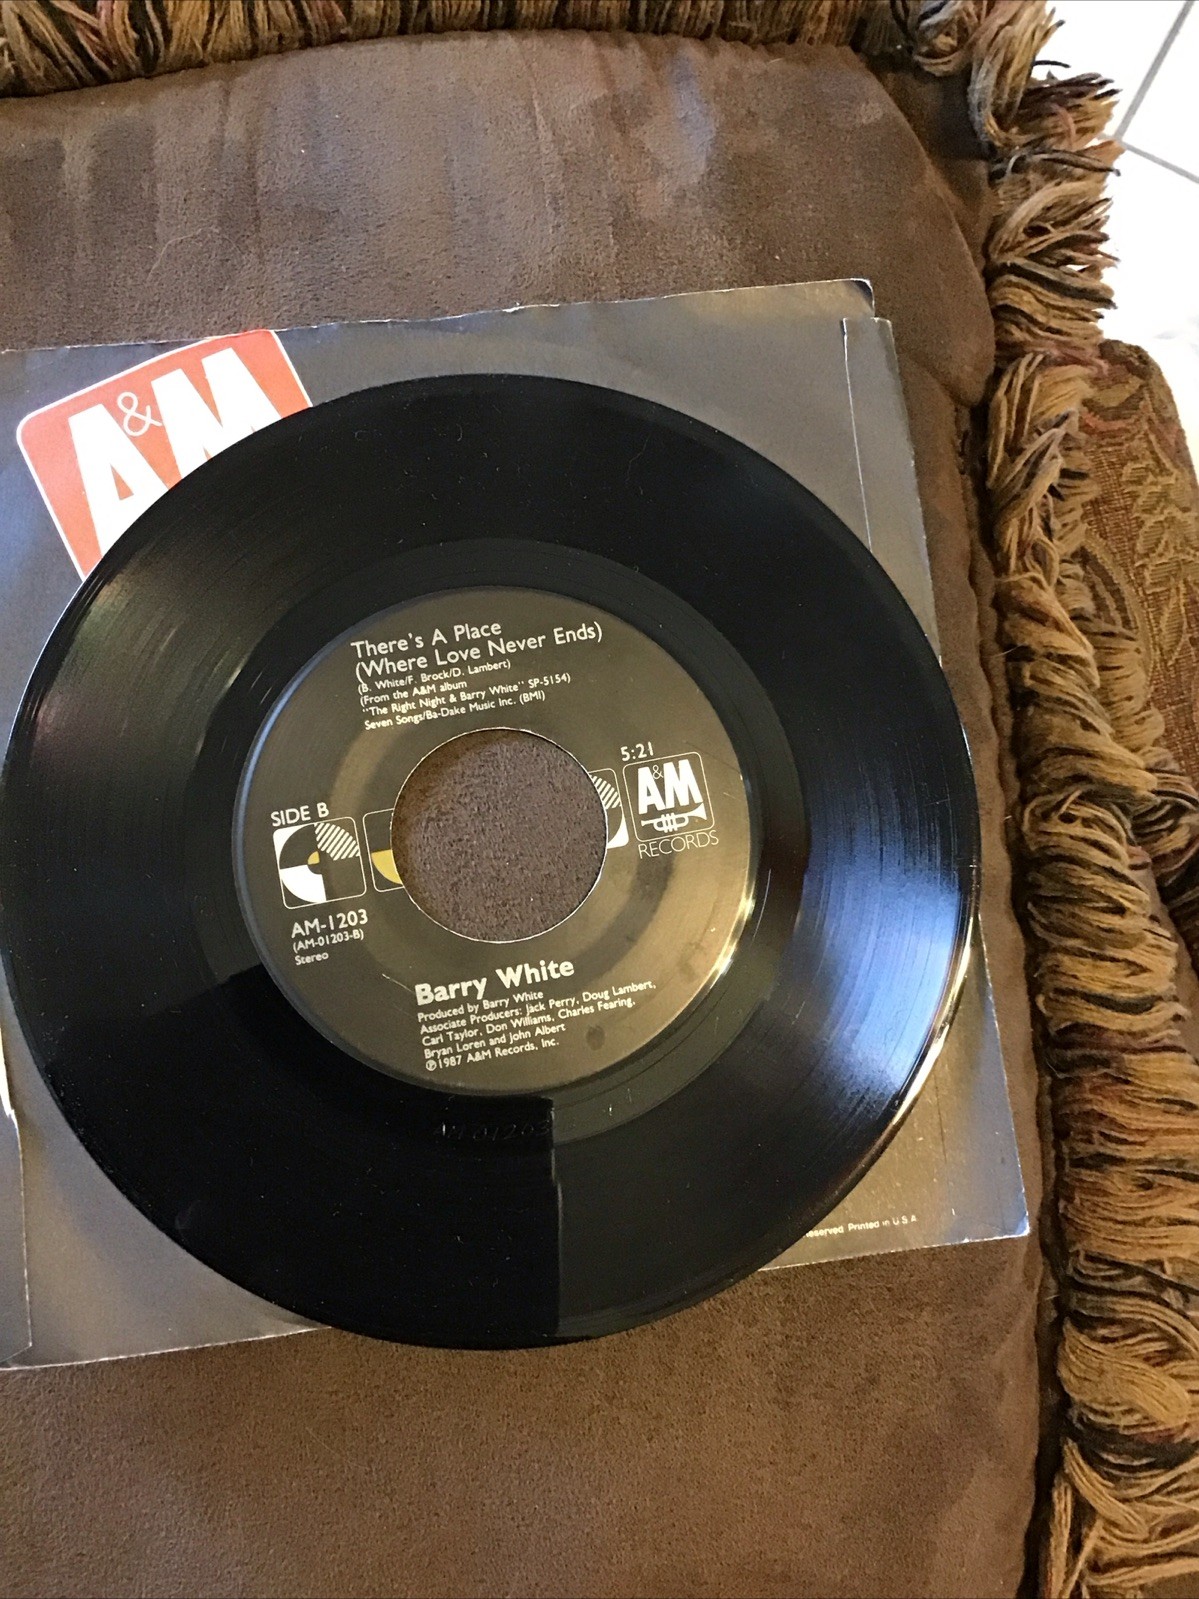 A&M
There's A Place
(Where Love Never Ends)
(B. White/F. Brock/D. Lambert)
(From the A&M album
"The Right Night & Barry White" SP-5154)
Seven Songs/Ba-Dake Music Inc. (BMI)
5:21
A&M
RECORDS
SIDE B
AM-1203
(AM-01203-B)
Stereo
Barry White
Produced by Barry White
Associate Producers: Jack Perry, Doug Lambert,
Carl Taylor, Don Williams, Charles Fearing,
Bryan Loren and John Albert
℗1987 A&M Records, Inc.
AM 01203
Printed in U S A